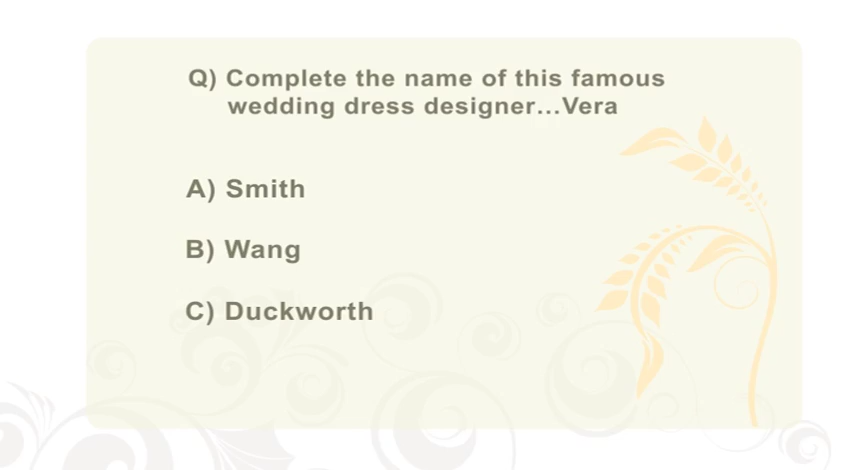 Q) Complete the name of this famous
wedding dress designer...Vera
A) Smith
B) Wang
C) Duckworth